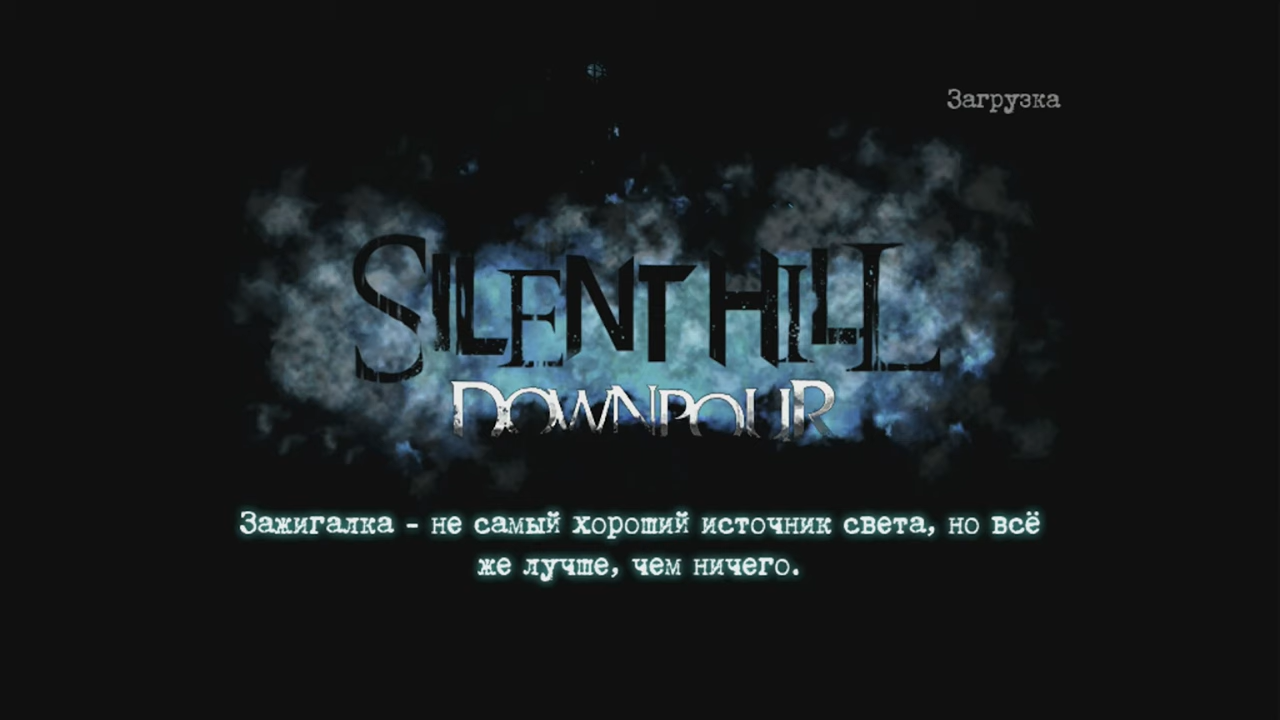 Загрузка
SILENT HILL
DOWNPOUR
Зажигалка - не самый хороший источник света, но всё
же лучше, чем ничего.